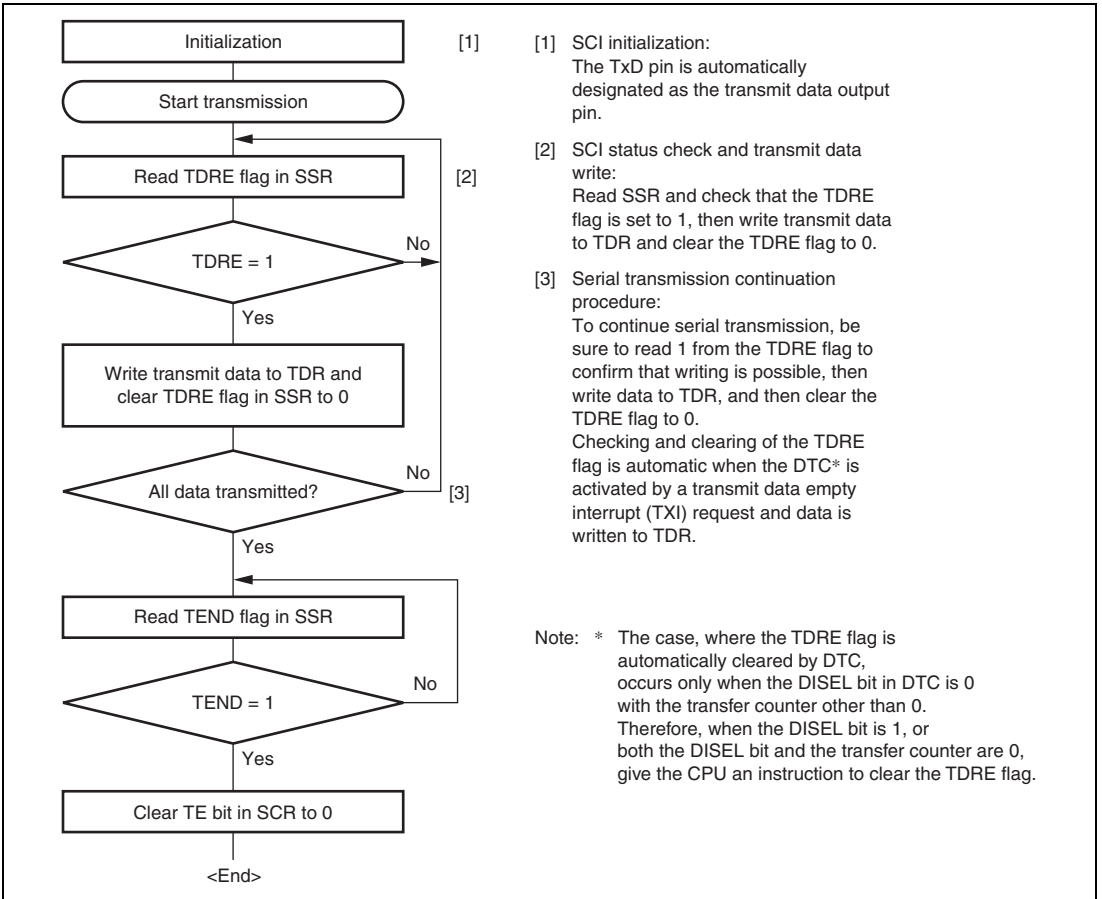 Initialization
[1]
Start transmission
Read TDRE flag in SSR
[2]
TDRE = 1
No
Yes
Write transmit data to TDR and
clear TDRE flag in SSR to 0
All data transmitted?
No
[3]
Yes
Read TEND flag in SSR
TEND = 1
No
Yes
Clear TE bit in SCR to 0
<End>
[1] SCI initialization:
The TxD pin is automatically
designated as the transmit data output
pin.
[2] SCI status check and transmit data
write:
Read SSR and check that the TDRE
flag is set to 1, then write transmit data
to TDR and clear the TDRE flag to 0.
[3] Serial transmission continuation
procedure:
To continue serial transmission, be
sure to read 1 from the TDRE flag to
confirm that writing is possible, then
write data to TDR, and then clear the
TDRE flag to 0.
Checking and clearing of the TDRE
flag is automatic when the DTC* is
activated by a transmit data empty
interrupt (TXI) request and data is
written to TDR.
Note: * The case, where the TDRE flag is
automatically cleared by DTC,
occurs only when the DISEL bit in DTC is 0
with the transfer counter other than 0.
Therefore, when the DISEL bit is 1, or
both the DISEL bit and the transfer counter are 0,
give the CPU an instruction to clear the TDRE flag.